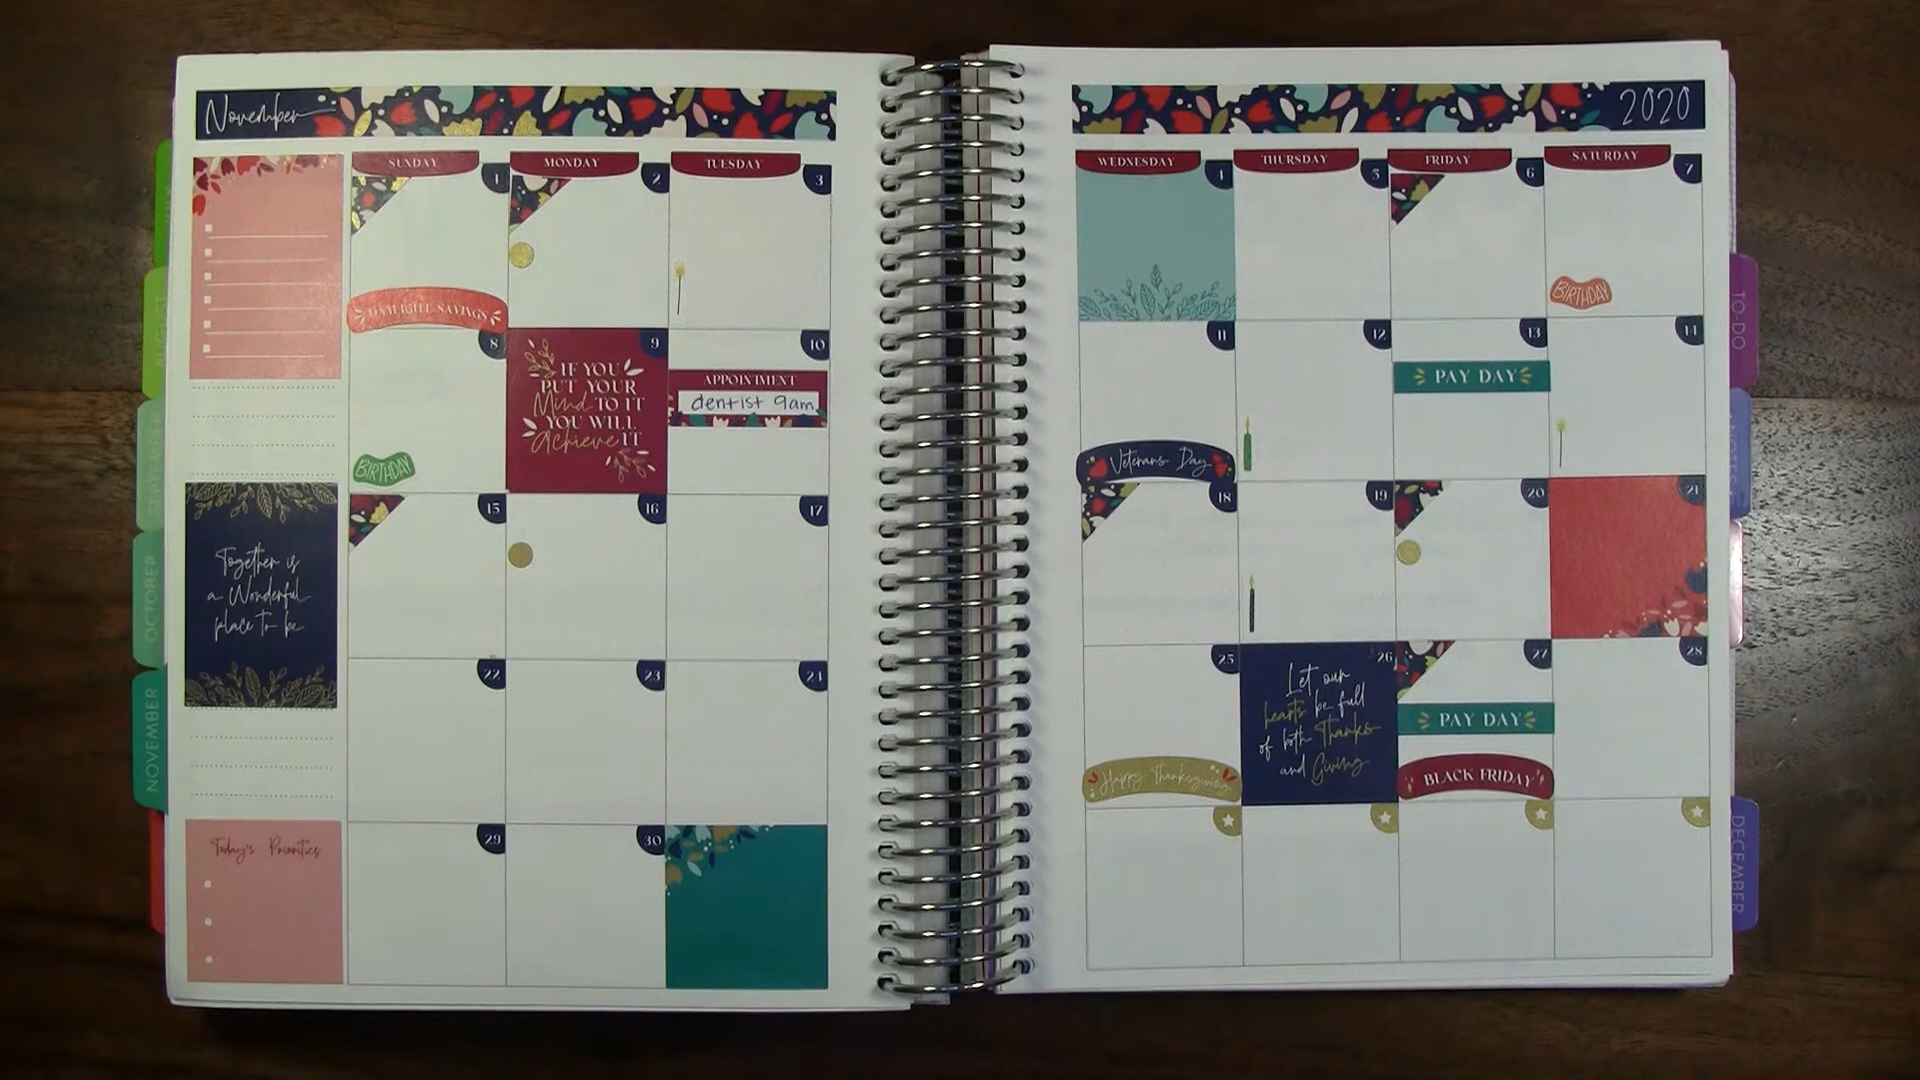 November
2020
SUNDAY
MONDAY
TUESDAY
WEDNESDAY
THURSDAY
FRIDAY
SATURDAY
1
2
3
4
5
6
7
DAYLIGHT SAVINGS
BIRTHDAY
8
9
10
11
12
13
14
IF YOU
PUT YOUR
Mind TO IT
YOU WILL
Achieve IT
APPOINTMENT
dentist 9am
PAY DAY
BIRTHDAY
Veterans Day
15
16
17
18
19
20
21
Together is
a Wonderful
place to be
22
23
24
25
26
27
28
Let our
hearts be full
of both Thanks
and Giving
PAY DAY
Happy Thanksgiving
BLACK FRIDAY
29
30
Today's Priorities
SEPTEMBER
OCTOBER
NOVEMBER
TO-DO
DECEMBER